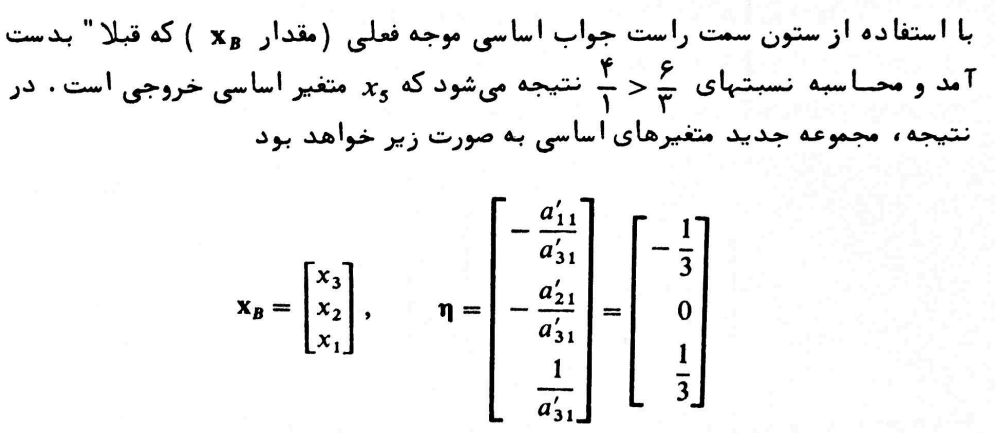 با استفاده از ستون سمت راست جواب اساسی موجه فعلی (مقدار x_B ) که قبلا" بدست
آمد و محاسبه نسبتهای ۴/۱ < ۶/۳ نتیجه می‌شود که x_5 متغیر اساسی خروجی است . در
نتیجه، مجموعه جدید متغیرهای اساسی به صورت زیر خواهد بود
x_B = [x_3 x_2 x_1] , η = [-a′_11/a′_31 -a′_21/a′_31 1/a′_31] = [-1/3 0 1/3]